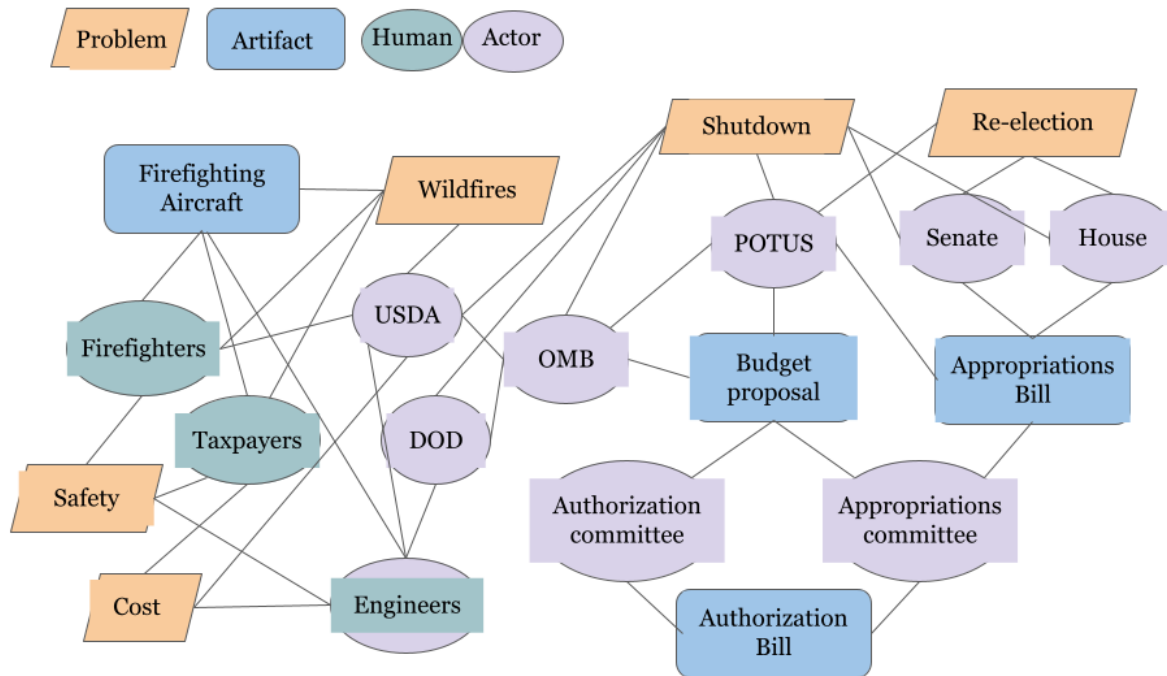 Problem
Artifact
Human
Actor
Shutdown
Re-election
Firefighting
Aircraft
Wildfires
POTUS
Senate
House
USDA
Firefighters
OMB
Budget
proposal
Appropriations
Bill
Taxpayers
DOD
Safety
Authorization
committee
Appropriations
committee
Cost
Engineers
Authorization
Bill